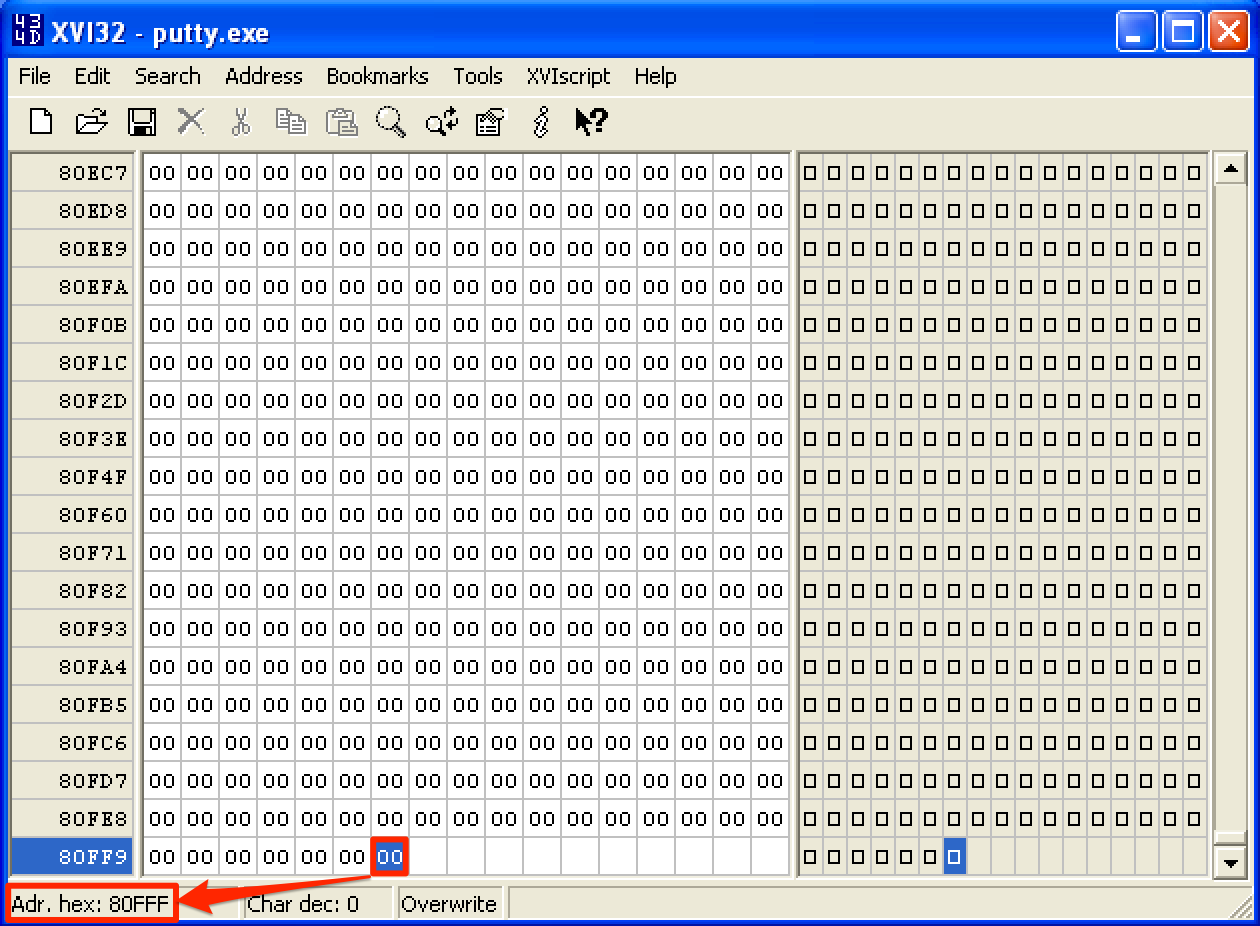 43
4D
XVI32 - putty.exe
File Edit Search Address Bookmarks Tools XVIscript Help
80EC7 00 00 00 00 00 00 00 00 00 00 00 00 00 00 00 00 00
80ED8 00 00 00 00 00 00 00 00 00 00 00 00 00 00 00 00 00
80EE9 00 00 00 00 00 00 00 00 00 00 00 00 00 00 00 00 00
80EFA 00 00 00 00 00 00 00 00 00 00 00 00 00 00 00 00 00
80F0B 00 00 00 00 00 00 00 00 00 00 00 00 00 00 00 00 00
80F1C 00 00 00 00 00 00 00 00 00 00 00 00 00 00 00 00 00
80F2D 00 00 00 00 00 00 00 00 00 00 00 00 00 00 00 00 00
80F3E 00 00 00 00 00 00 00 00 00 00 00 00 00 00 00 00 00
80F4F 00 00 00 00 00 00 00 00 00 00 00 00 00 00 00 00 00
80F60 00 00 00 00 00 00 00 00 00 00 00 00 00 00 00 00 00
80F71 00 00 00 00 00 00 00 00 00 00 00 00 00 00 00 00 00
80F82 00 00 00 00 00 00 00 00 00 00 00 00 00 00 00 00 00
80F93 00 00 00 00 00 00 00 00 00 00 00 00 00 00 00 00 00
80FA4 00 00 00 00 00 00 00 00 00 00 00 00 00 00 00 00 00
80FB5 00 00 00 00 00 00 00 00 00 00 00 00 00 00 00 00 00
80FC6 00 00 00 00 00 00 00 00 00 00 00 00 00 00 00 00 00
80FD7 00 00 00 00 00 00 00 00 00 00 00 00 00 00 00 00 00
80FE8 00 00 00 00 00 00 00 00 00 00 00 00 00 00 00 00 00
80FF9 00 00 00 00 00 00 00
Adr. hex: 80FFF Char dec: 0 Overwrite